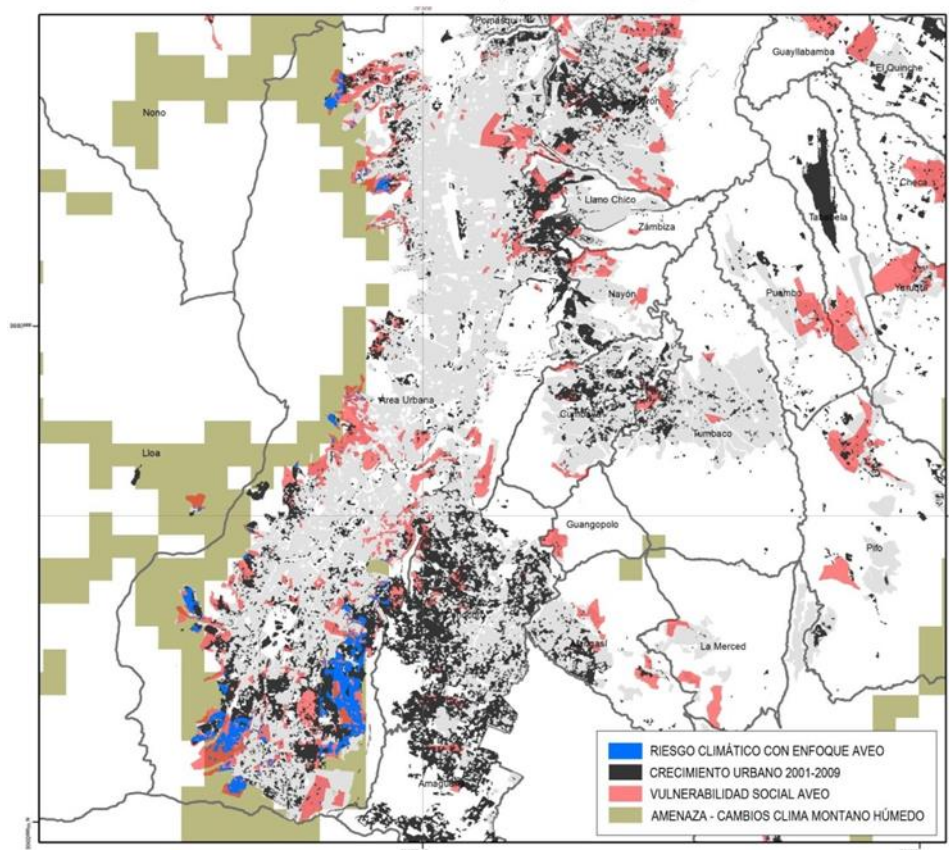 Pomasqui
Guayllabamba
El Quinche
Nono
Checa
Llano Chico
Tababela
Zámbiza
Yaruquí
Nayón
Puembo
Area Urbana
Tumbaco
Lloa
Guangopolo
Pifo
La Merced
RIESGO CLIMÁTICO CON ENFOQUE AVEO
CRECIMIENTO URBANO 2001-2009
VULNERABILIDAD SOCIAL AVEO
AMENAZA - CAMBIOS CLIMA MONTANO HÚMEDO